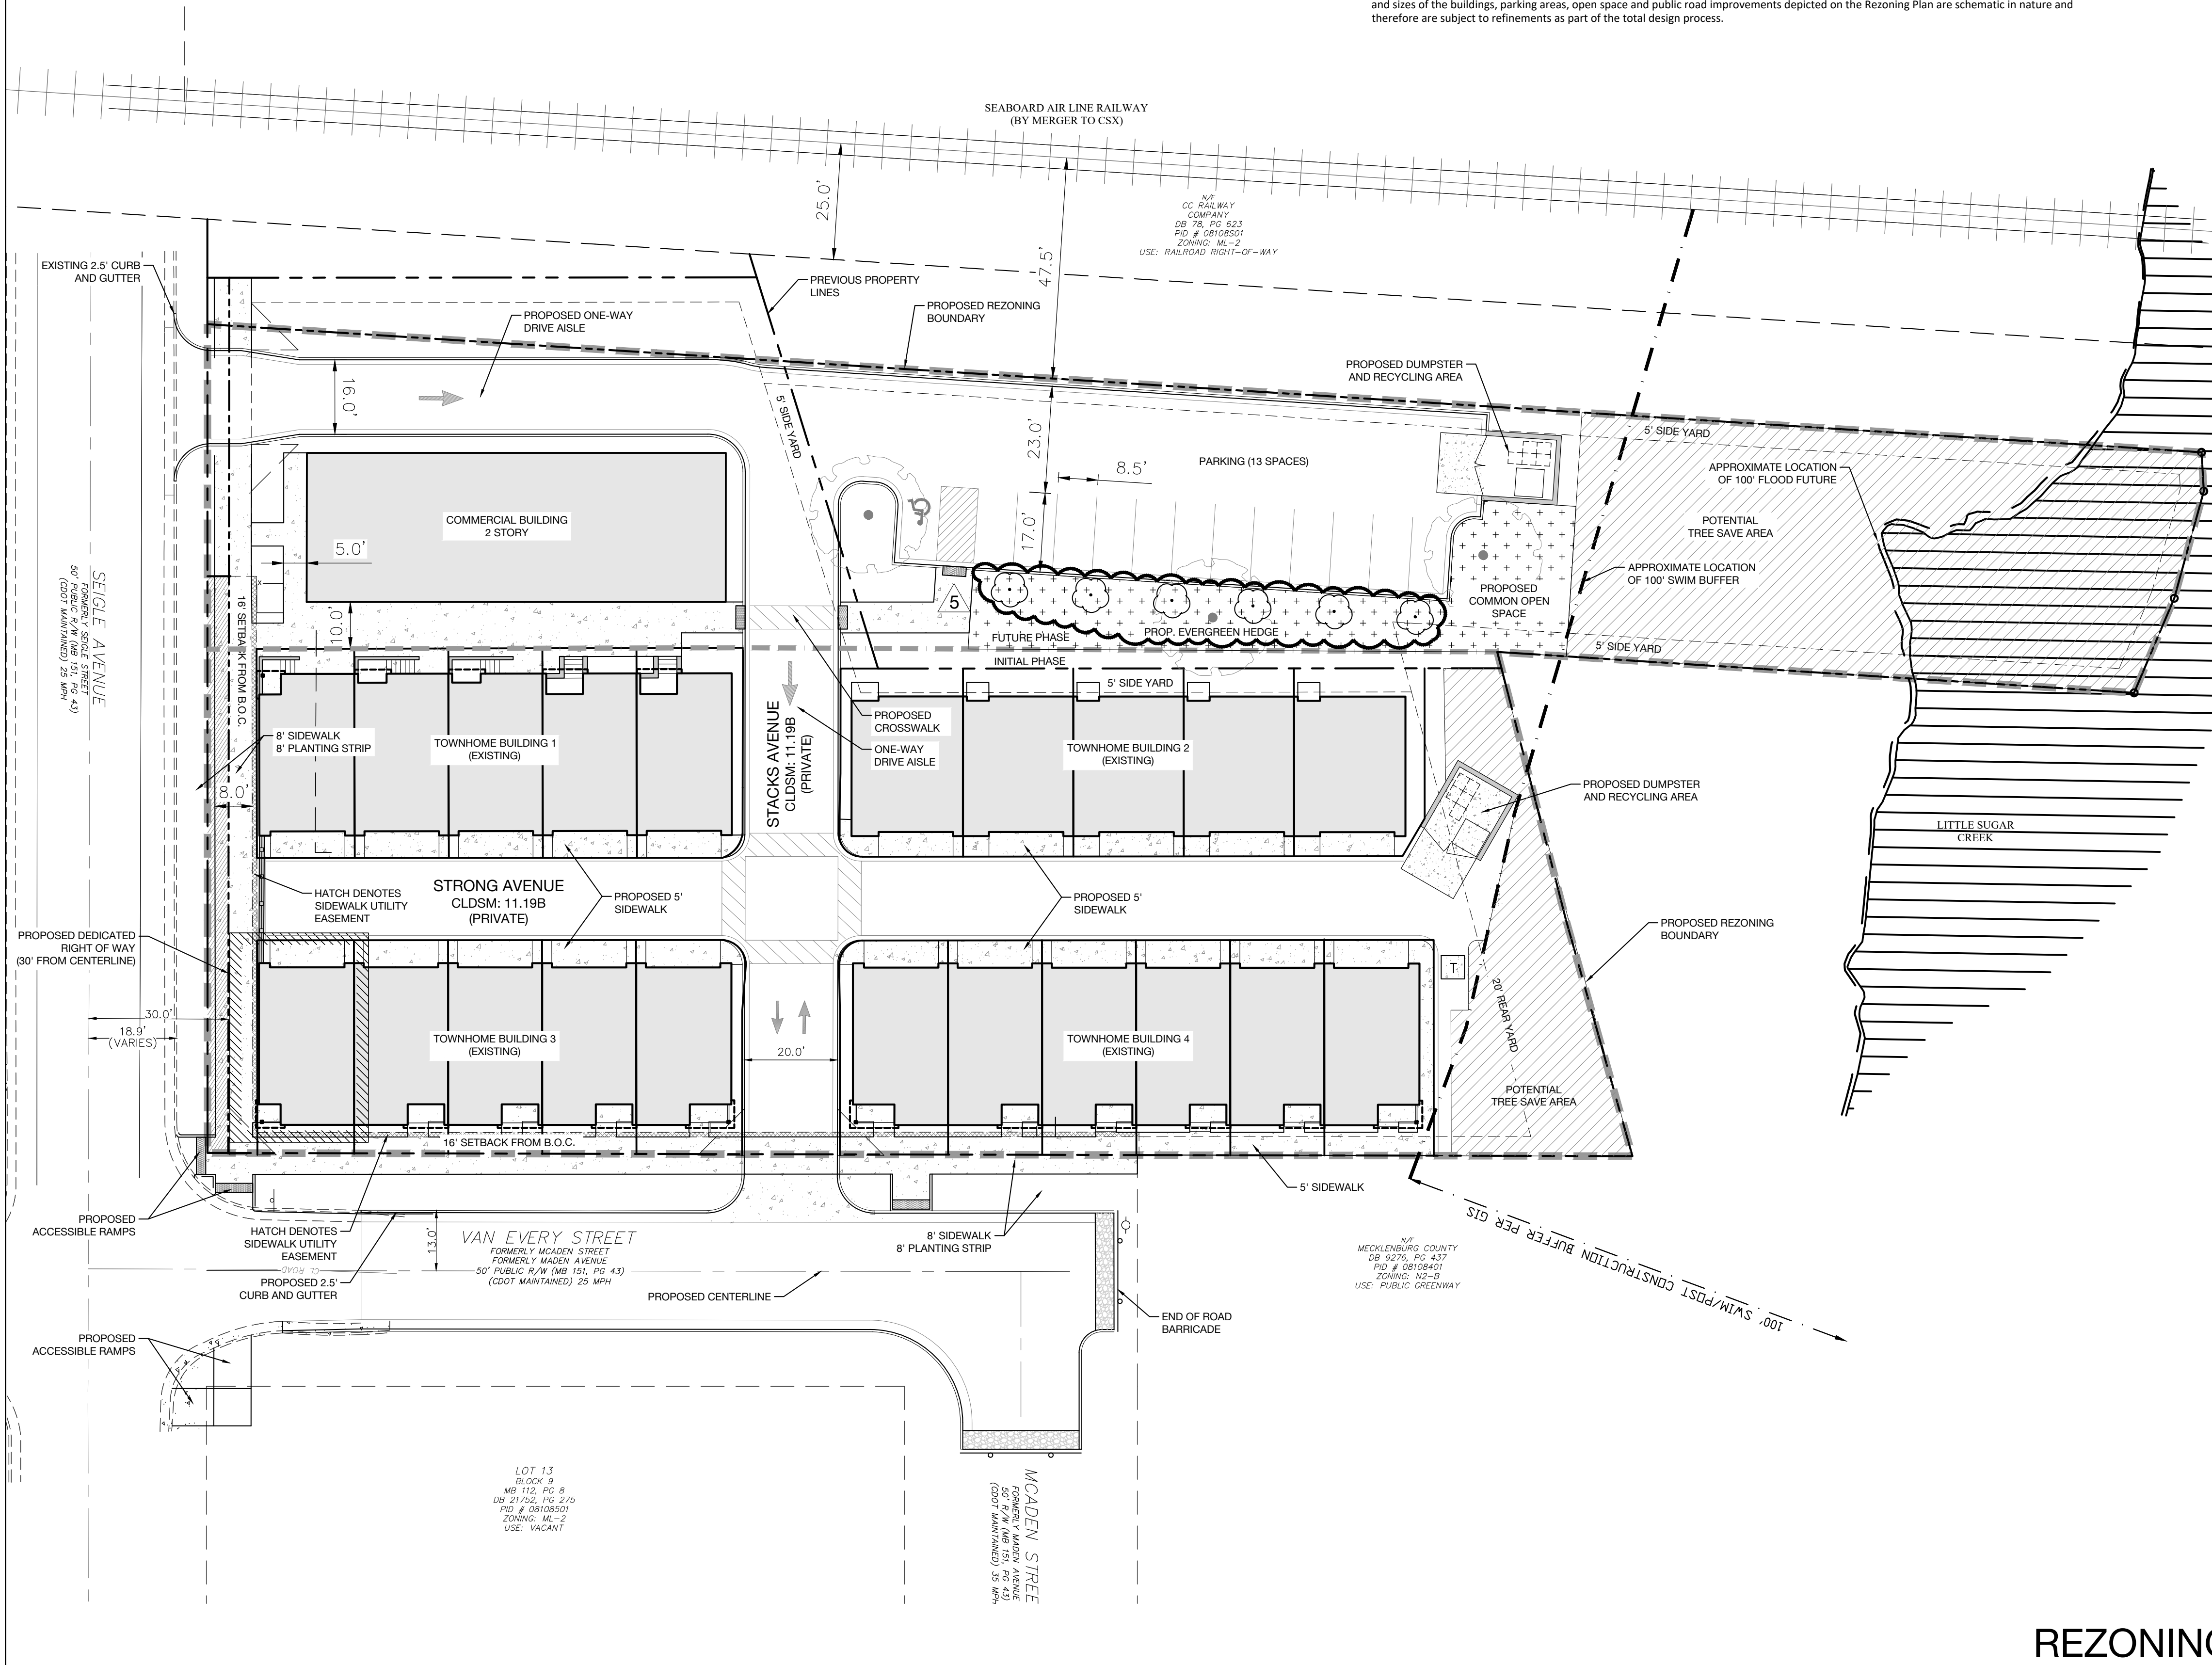 and sizes of the buildings, parking areas, open space and public road improvements depicted on the Rezoning Plan are schematic in nature and
therefore are subject to refinements as part of the total design process.
SEABOARD AIR LINE RAILWAY
(BY MERGER TO CSX)
25.0'
47.5'
N/F
CC RAILWAY
COMPANY
DB 78, PG 623
PID # 08108S01
ZONING: ML-2
USE: RAILROAD RIGHT-OF-WAY
EXISTING 2.5' CURB
AND GUTTER
PREVIOUS PROPERTY
LINES
PROPOSED REZONING
BOUNDARY
PROPOSED ONE-WAY
DRIVE AISLE
PROPOSED DUMPSTER
AND RECYCLING AREA
16.0'
5' SIDE YARD
23.0'
8.5'
PARKING (13 SPACES)
5' SIDE YARD
APPROXIMATE LOCATION
OF 100' FLOOD FUTURE
COMMERCIAL BUILDING
2 STORY
5.0'
17.0'
POTENTIAL
TREE SAVE AREA
APPROXIMATE LOCATION
OF 100' SWIM BUFFER
SEIGLE AVENUE
FORMERLY SEIGLE STREET
50' PUBLIC R/W (MB 151, PG 43)
(CDOT MAINTAINED) 25 MPH
16' SETBACK FROM B.O.C.
10.0'
5
PROPOSED
COMMON OPEN
SPACE
FUTURE PHASE
PROP. EVERGREEN HEDGE
INITIAL PHASE
5' SIDE YARD
5' SIDE YARD
8' SIDEWALK
8' PLANTING STRIP
8.0'
TOWNHOME BUILDING 1
(EXISTING)
STACKS AVENUE
CLDSM: 11.19B
(PRIVATE)
PROPOSED
CROSSWALK
ONE-WAY
DRIVE AISLE
TOWNHOME BUILDING 2
(EXISTING)
PROPOSED DUMPSTER
AND RECYCLING AREA
LITTLE SUGAR
CREEK
HATCH DENOTES
SIDEWALK UTILITY
EASEMENT
STRONG AVENUE
CLDSM: 11.19B
(PRIVATE)
PROPOSED 5'
SIDEWALK
PROPOSED 5'
SIDEWALK
PROPOSED REZONING
BOUNDARY
PROPOSED DEDICATED
RIGHT OF WAY
(30' FROM CENTERLINE)
T
20' REAR YARD
30.0'
18.9'
(VARIES)
TOWNHOME BUILDING 3
(EXISTING)
20.0'
TOWNHOME BUILDING 4
(EXISTING)
POTENTIAL
TREE SAVE AREA
16' SETBACK FROM B.O.C.
5' SIDEWALK
PROPOSED
ACCESSIBLE RAMPS
HATCH DENOTES
SIDEWALK UTILITY
EASEMENT
13.0'
VAN EVERY STREET
FORMERLY MCADEN STREET
FORMERLY MADEN AVENUE
50' PUBLIC R/W (MB 151, PG 43)
(CDOT MAINTAINED) 25 MPH
8' SIDEWALK
8' PLANTING STRIP
100' SWIM/POST CONSTRUCTION BUFFER PER GIS
N/F
MECKLENBURG COUNTY
DB 9276, PG 437
PID # 08108401
ZONING: N2-B
USE: PUBLIC GREENWAY
CL ROAD
PROPOSED 2.5'
CURB AND GUTTER
PROPOSED CENTERLINE
END OF ROAD
BARRICADE
PROPOSED
ACCESSIBLE RAMPS
LOT 13
BLOCK 9
MB 112, PG 8
DB 21752, PG 275
PID # 08108501
ZONING: ML-2
USE: VACANT
MCADEN STREE
FORMERLY MADEN AVENUE
50' R/W (MB 151, PG 43)
(CDOT MAINTAINED) 35 MPH
REZONING